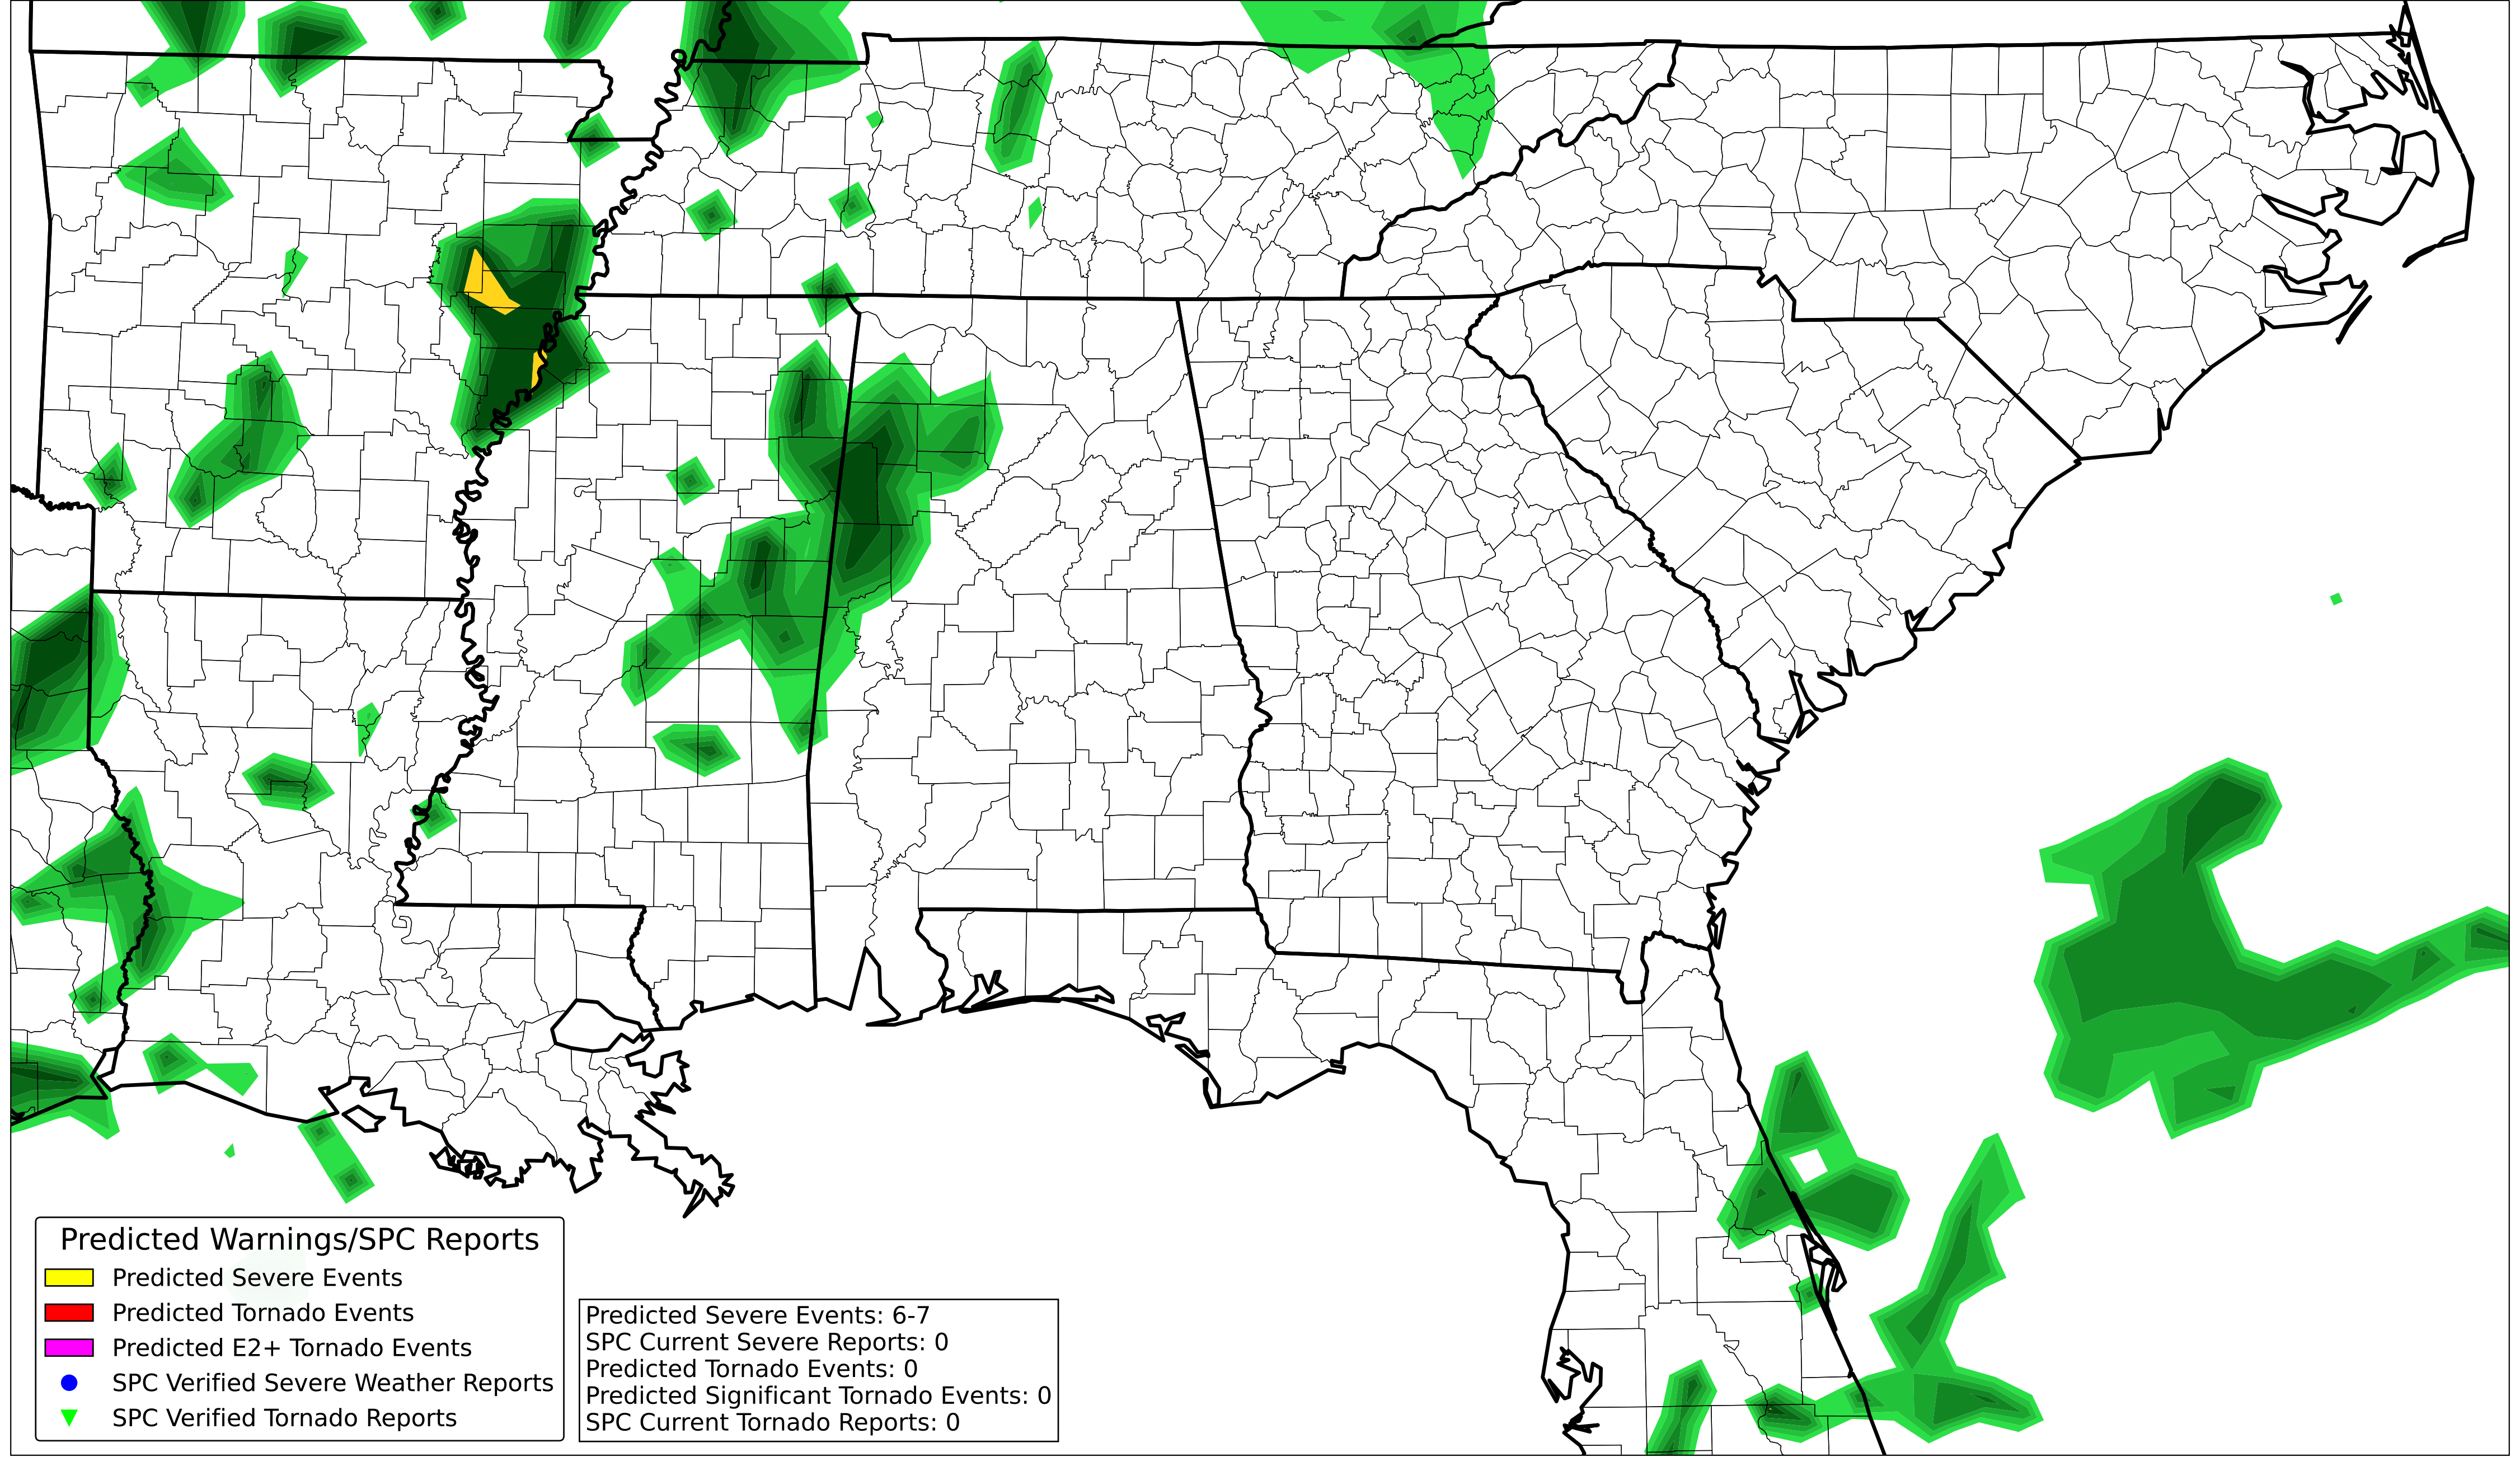 Predicted Warnings/SPC Reports
Predicted Severe Events
Predicted Tornado Events
Predicted E2+ Tornado Events
SPC Verified Severe Weather Reports
SPC Verified Tornado Reports
Predicted Severe Events: 6-7
SPC Current Severe Reports: 0
Predicted Tornado Events: 0
Predicted Significant Tornado Events: 0
SPC Current Tornado Reports: 0